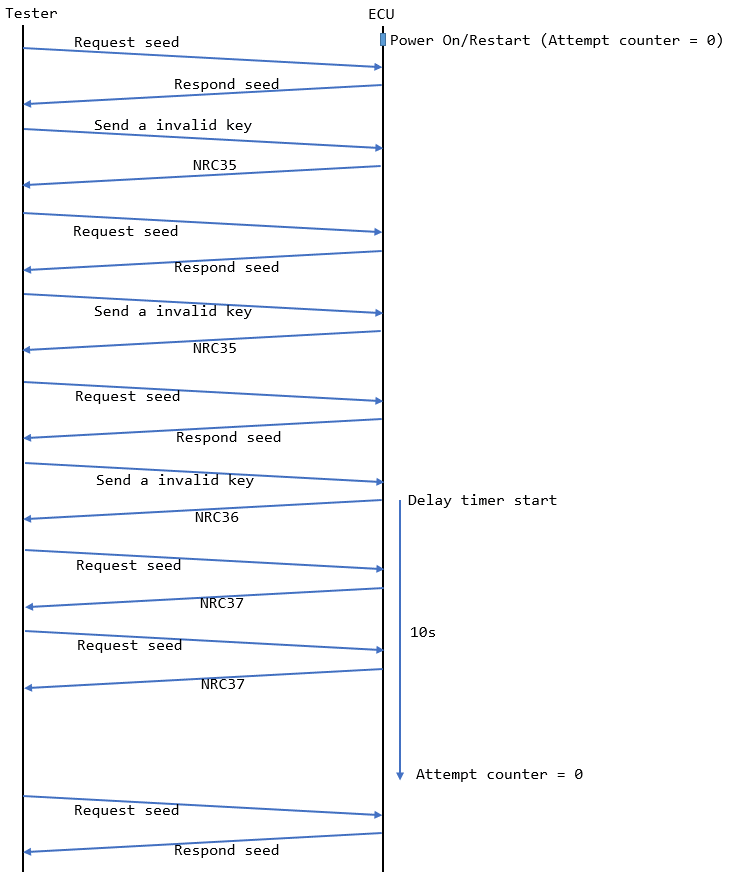 Tester
ECU
Power On/Restart (Attempt counter = 0)
Request seed
Respond seed
Send a invalid key
NRC35
Request seed
Respond seed
Send a invalid key
NRC35
Request seed
Respond seed
Send a invalid key
Delay timer start
NRC36
Request seed
NRC37
10s
Request seed
NRC37
Attempt counter = 0
Request seed
Respond seed